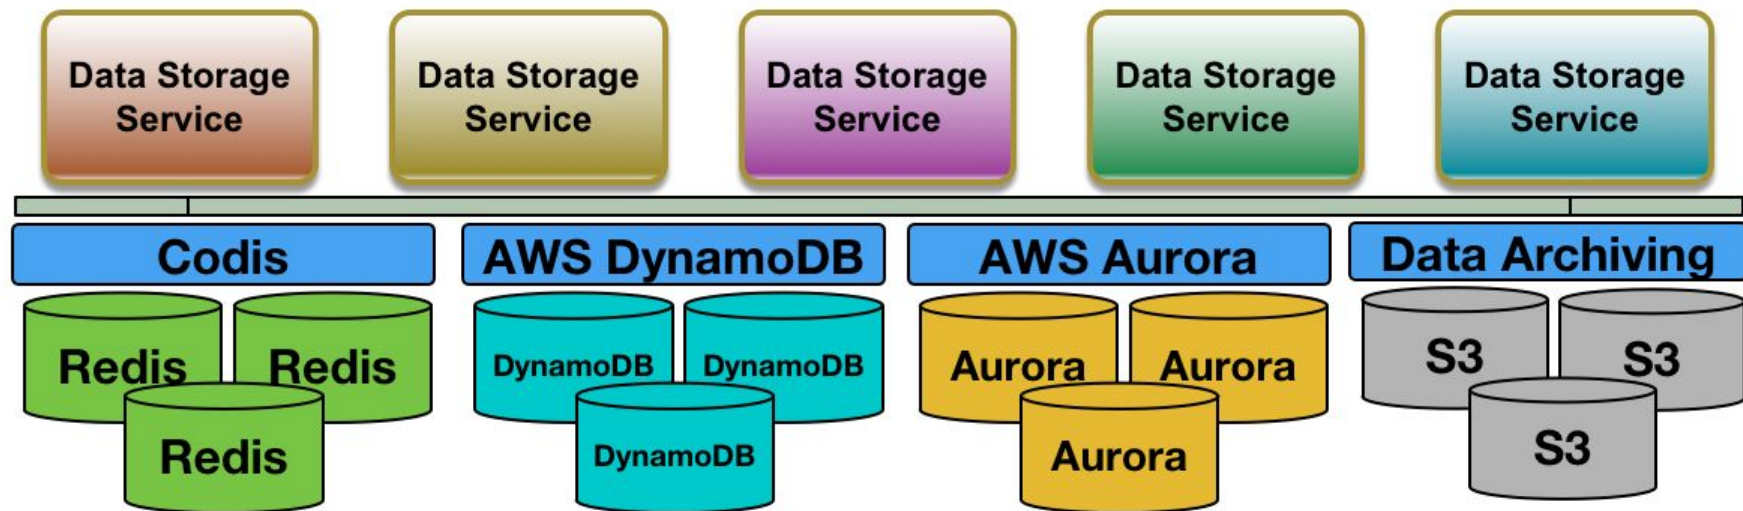 Data Storage
Service
Data Storage
Service
Data Storage
Service
Data Storage
Service
Data Storage
Service
Codis
AWS DynamoDB
AWS Aurora
Data Archiving
Redis
Redis
Redis
DynamoDB
DynamoDB
DynamoDB
Aurora
Aurora
Aurora
S3
S3
S3